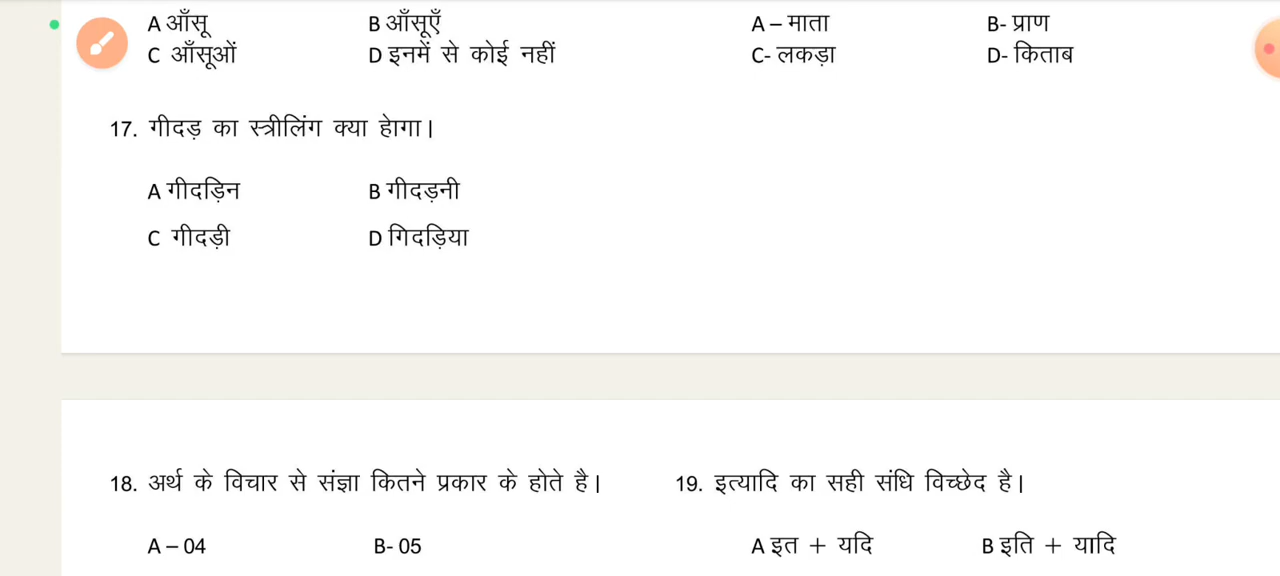 A आँसू B आँसूएँ
C आँसूओं D इनमें से कोई नहीं
A – माता B- प्राण
C- लकड़ा D- किताब
17. गीदड़ का स्त्रीलिंग क्या हेागा।
A गीदड़िन B गीदड़नी
C गीदड़ी D गिदड़िया
18. अर्थ के विचार से संज्ञा कितने प्रकार के होते है।
A – 04 B- 05
19. इत्यादि का सही संधि विच्छेद है।
A इत + यदि B इति + यादि